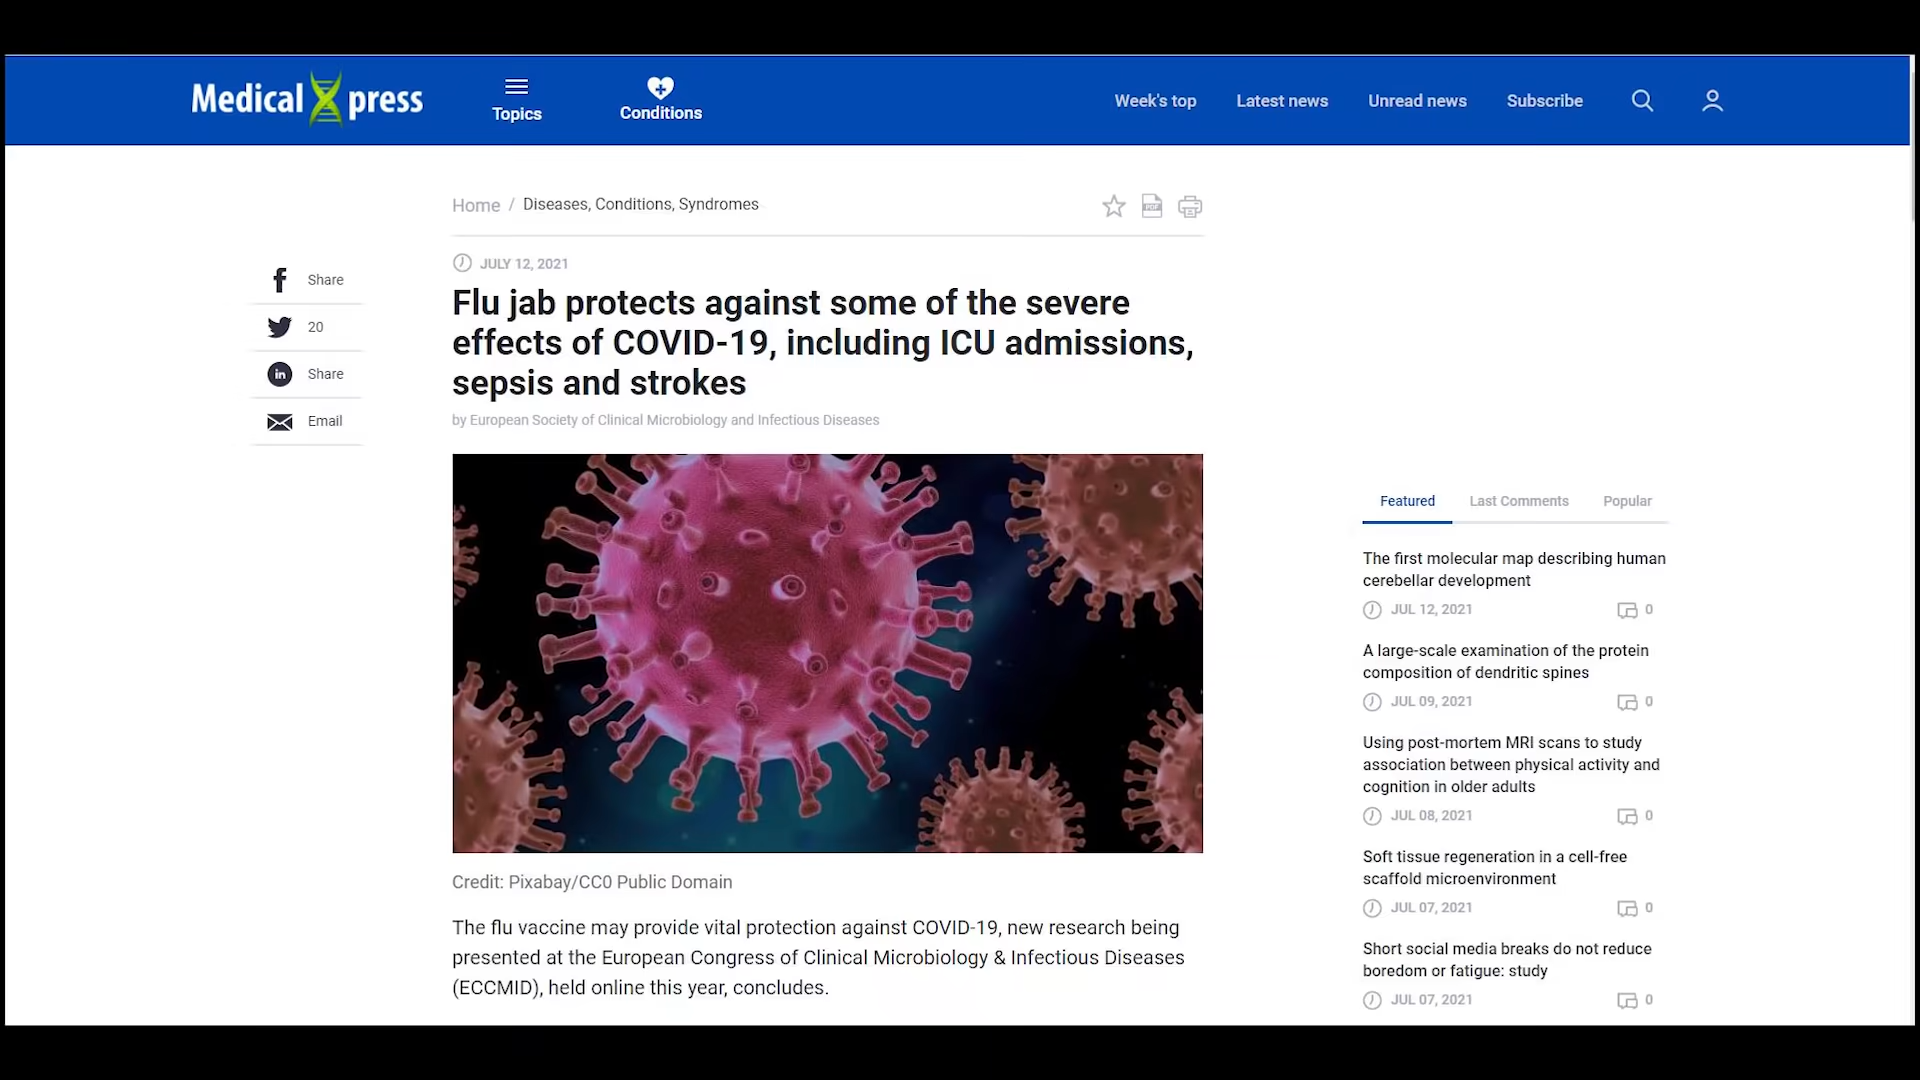 Medical Xpress
Topics
Conditions
Week's top
Latest news
Unread news
Subscribe
Home / Diseases, Conditions, Syndromes
PDF
Share
20
in Share
Email
JULY 12, 2021
Flu jab protects against some of the severe
effects of COVID-19, including ICU admissions,
sepsis and strokes
by European Society of Clinical Microbiology and Infectious Diseases
Credit: Pixabay/CC0 Public Domain
The flu vaccine may provide vital protection against COVID-19, new research being
presented at the European Congress of Clinical Microbiology & Infectious Diseases
(ECCMID), held online this year, concludes.
Featured
Last Comments
Popular
The first molecular map describing human
cerebellar development
JUL 12, 2021 0
A large-scale examination of the protein
composition of dendritic spines
JUL 09, 2021 0
Using post-mortem MRI scans to study
association between physical activity and
cognition in older adults
JUL 08, 2021 0
Soft tissue regeneration in a cell-free
scaffold microenvironment
JUL 07, 2021 0
Short social media breaks do not reduce
boredom or fatigue: study
JUL 07, 2021 0